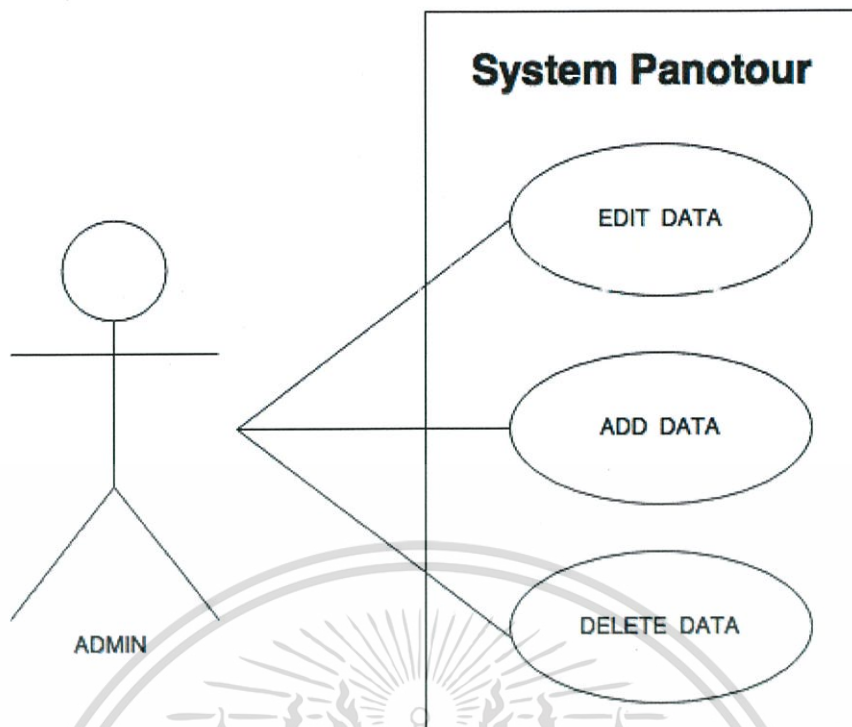 System Panotour
EDIT DATA
ADD DATA
DELETE DATA
ADMIN